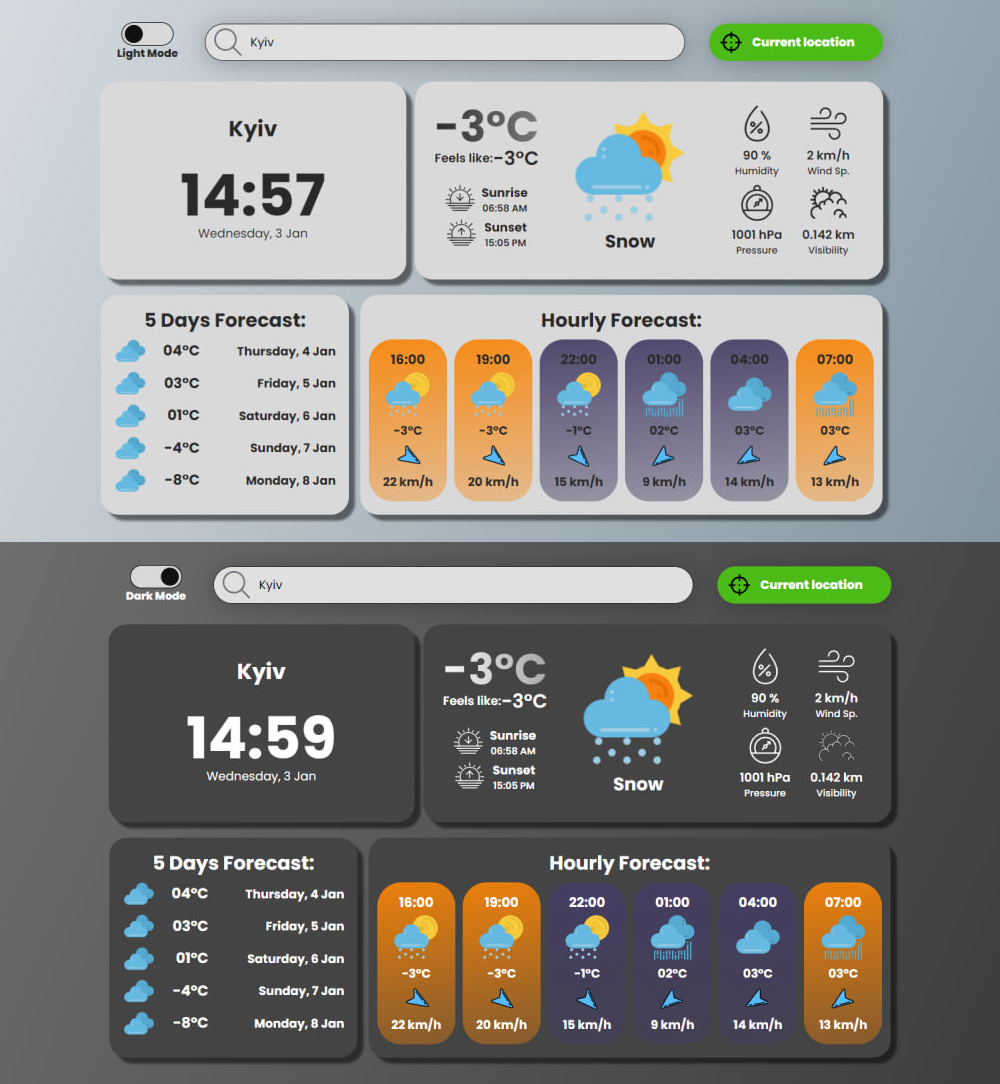 Light Mode
Kyiv
Current location
Kyiv
14:57
Wednesday, 3 Jan
-3°C
Feels like:-3°C
Sunrise
06:58 AM
Sunset
15:05 PM
Snow
90 %
Humidity
2 km/h
Wind Sp.
1001 hPa
Pressure
0.142 km
Visibility
5 Days Forecast:
04°C Thursday, 4 Jan
03°C Friday, 5 Jan
01°C Saturday, 6 Jan
-4°C Sunday, 7 Jan
-8°C Monday, 8 Jan
Hourly Forecast:
16:00 19:00 22:00 01:00 04:00 07:00
-3°C -3°C -1°C 02°C 03°C 03°C
22 km/h 20 km/h 15 km/h 9 km/h 14 km/h 13 km/h
Dark Mode
Kyiv
Current location
Kyiv
14:59
Wednesday, 3 Jan
-3°C
Feels like:-3°C
Sunrise
06:58 AM
Sunset
15:05 PM
Snow
90 %
Humidity
2 km/h
Wind Sp.
1001 hPa
Pressure
0.142 km
Visibility
5 Days Forecast:
04°C Thursday, 4 Jan
03°C Friday, 5 Jan
01°C Saturday, 6 Jan
-4°C Sunday, 7 Jan
-8°C Monday, 8 Jan
Hourly Forecast:
16:00 19:00 22:00 01:00 04:00 07:00
-3°C -3°C -1°C 02°C 03°C 03°C
22 km/h 20 km/h 15 km/h 9 km/h 14 km/h 13 km/h